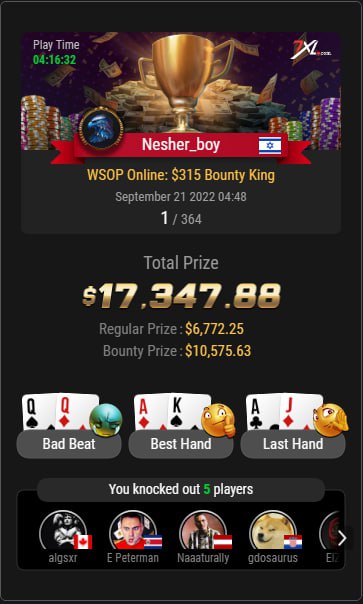 Play Time
04:16:32
7XL.COM.
Nesher_boy
WSOP Online: $315 Bounty King
September 21 2022 04:48
1 / 364
Total Prize
$17,347.88
Regular Prize : $6,772.25
Bounty Prize : $10,575.63
Q Q A K A J
Bad Beat Best Hand Last Hand
You knocked out 5 players
algsxr E Peterman Naaaturally gdosaurus